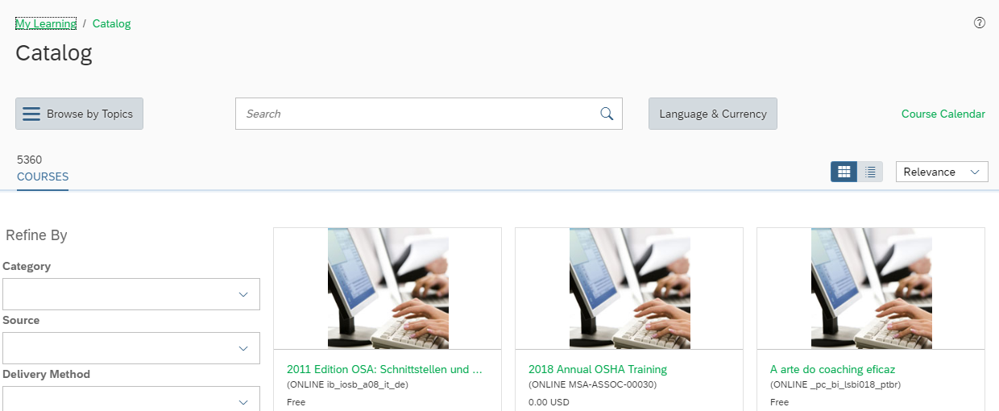 My Learning / Catalog
Catalog
Browse by Topics
Search
Language & Currency
Course Calendar
5360
COURSES
Relevance
Refine By
Category
Source
Delivery Method
2011 Edition OSA: Schnittstellen und ...
(ONLINE ib_iosb_a08_it_de)
Free
2018 Annual OSHA Training
(ONLINE MSA-ASSOC-00030)
0.00 USD
A arte do coaching eficaz
(ONLINE _pc_bi_lsbi018_ptbr)
Free